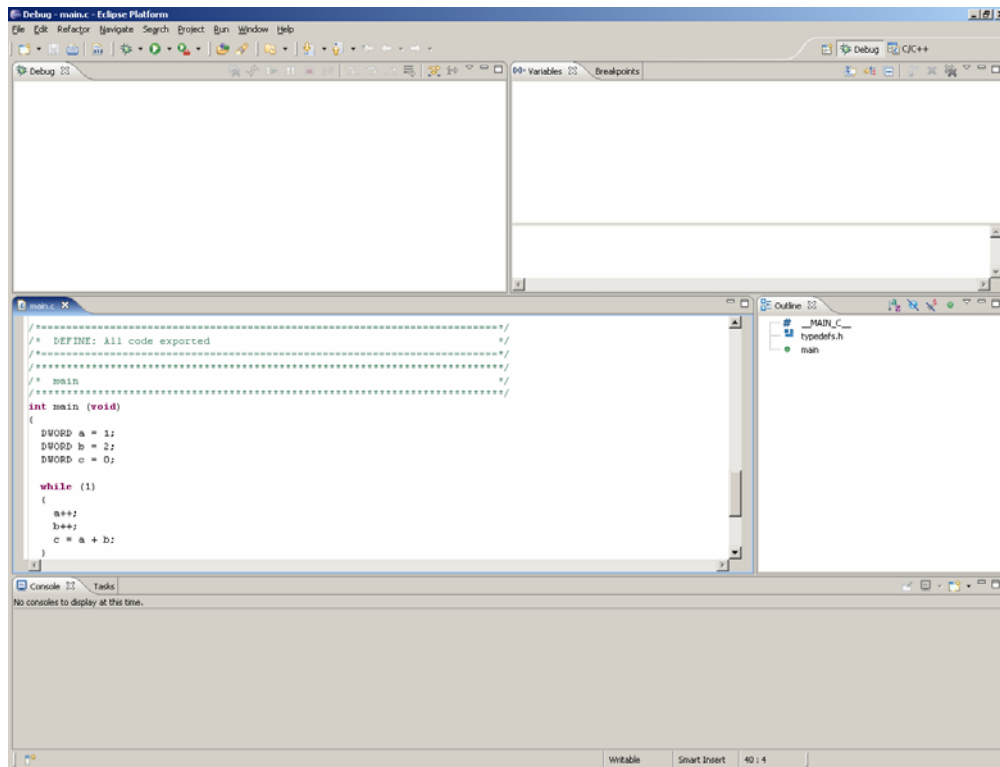 Debug - main.c - Eclipse Platform
File Edit Refactor Navigate Search Project Run Window Help
Debug C/C++
Debug
Variables Breakpoints
main.c
Outline
/*===========================================================================*/
/*  DEFINE: All code exported                                                */
/*===========================================================================*/
/*****************************************************************************/
/*  main                                                                     */
/*****************************************************************************/
int main (void)
{
DWORD a = 1;
DWORD b = 2;
DWORD c = 0;
while (1)
{
a++;
b++;
c = a + b;
}
__MAIN_C__
typedefs.h
main
Console Tasks
No consoles to display at this time.
Writable Smart Insert 40 : 4